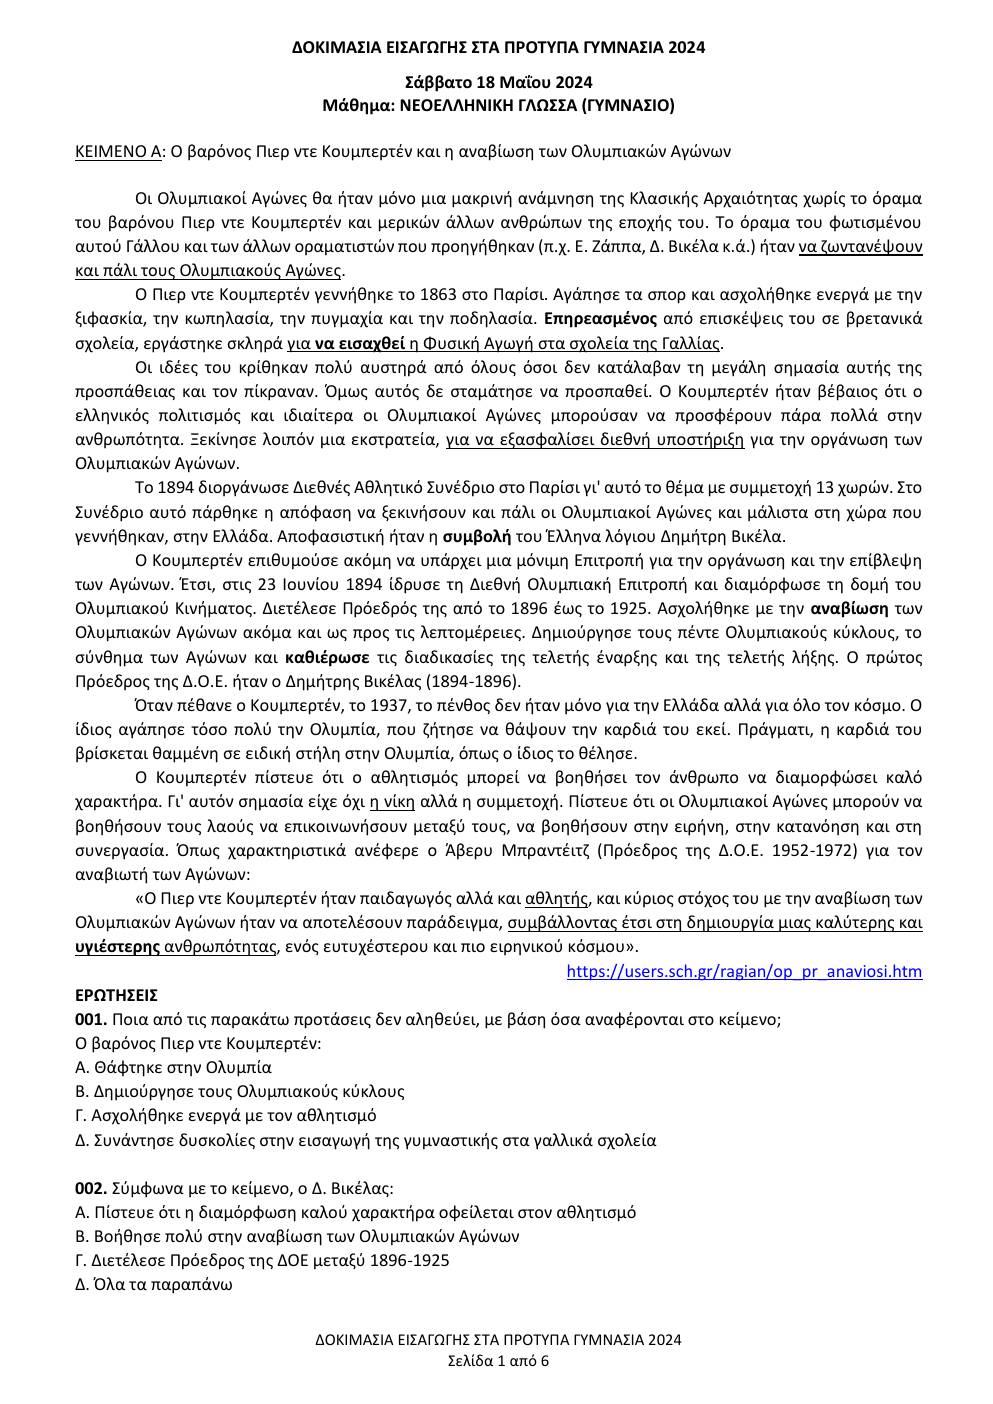 ΔΟΚΙΜΑΣΙΑ ΕΙΣΑΓΩΓΗΣ ΣΤΑ ΠΡΟΤΥΠΑ ΓΥΜΝΑΣΙΑ 2024
Σάββατο 18 Μαΐου 2024
Μάθημα: ΝΕΟΕΛΛΗΝΙΚΗ ΓΛΩΣΣΑ (ΓΥΜΝΑΣΙΟ)
ΚΕΙΜΕΝΟ Α: Ο βαρόνος Πιερ ντε Κουμπερτέν και η αναβίωση των Ολυμπιακών Αγώνων
Οι Ολυμπιακοί Αγώνες θα ήταν μόνο μια μακρινή ανάμνηση της Κλασικής Αρχαιότητας χωρίς το όραμα
του βαρόνου Πιερ ντε Κουμπερτέν και μερικών άλλων ανθρώπων της εποχής του. Το όραμα του φωτισμένου
αυτού Γάλλου και των άλλων οραματιστών που προηγήθηκαν (π.χ. Ε. Ζάππα, Δ. Βικέλα κ.ά.) ήταν να ζωντανέψουν
και πάλι τους Ολυμπιακούς Αγώνες.
Ο Πιερ ντε Κουμπερτέν γεννήθηκε το 1863 στο Παρίσι. Αγάπησε τα σπορ και ασχολήθηκε ενεργά με την
ξιφασκία, την κωπηλασία, την πυγμαχία και την ποδηλασία. Επηρεασμένος από επισκέψεις του σε βρετανικά
σχολεία, εργάστηκε σκληρά για να εισαχθεί η Φυσική Αγωγή στα σχολεία της Γαλλίας.
Οι ιδέες του κρίθηκαν πολύ αυστηρά από όλους όσοι δεν κατάλαβαν τη μεγάλη σημασία αυτής της
προσπάθειας και τον πίκραναν. Όμως αυτός δε σταμάτησε να προσπαθεί. Ο Κουμπερτέν ήταν βέβαιος ότι ο
ελληνικός πολιτισμός και ιδιαίτερα οι Ολυμπιακοί Αγώνες μπορούσαν να προσφέρουν πάρα πολλά στην
ανθρωπότητα. Ξεκίνησε λοιπόν μια εκστρατεία, για να εξασφαλίσει διεθνή υποστήριξη για την οργάνωση των
Ολυμπιακών Αγώνων.
Το 1894 διοργάνωσε Διεθνές Αθλητικό Συνέδριο στο Παρίσι γι' αυτό το θέμα με συμμετοχή 13 χωρών. Στο
Συνέδριο αυτό πάρθηκε η απόφαση να ξεκινήσουν και πάλι οι Ολυμπιακοί Αγώνες και μάλιστα στη χώρα που
γεννήθηκαν, στην Ελλάδα. Αποφασιστική ήταν η συμβολή του Έλληνα λόγιου Δημήτρη Βικέλα.
Ο Κουμπερτέν επιθυμούσε ακόμη να υπάρχει μια μόνιμη Επιτροπή για την οργάνωση και την επίβλεψη
των Αγώνων. Έτσι, στις 23 Ιουνίου 1894 ίδρυσε τη Διεθνή Ολυμπιακή Επιτροπή και διαμόρφωσε τη δομή του
Ολυμπιακού Κινήματος. Διετέλεσε Πρόεδρός της από το 1896 έως το 1925. Ασχολήθηκε με την αναβίωση των
Ολυμπιακών Αγώνων ακόμα και ως προς τις λεπτομέρειες. Δημιούργησε τους πέντε Ολυμπιακούς κύκλους, το
σύνθημα των Αγώνων και καθιέρωσε τις διαδικασίες της τελετής έναρξης και της τελετής λήξης. Ο πρώτος
Πρόεδρος της Δ.Ο.Ε. ήταν ο Δημήτρης Βικέλας (1894-1896).
Όταν πέθανε ο Κουμπερτέν, το 1937, το πένθος δεν ήταν μόνο για την Ελλάδα αλλά για όλο τον κόσμο. Ο
ίδιος αγάπησε τόσο πολύ την Ολυμπία, που ζήτησε να θάψουν την καρδιά του εκεί. Πράγματι, η καρδιά του
βρίσκεται θαμμένη σε ειδική στήλη στην Ολυμπία, όπως ο ίδιος το θέλησε.
Ο Κουμπερτέν πίστευε ότι ο αθλητισμός μπορεί να βοηθήσει τον άνθρωπο να διαμορφώσει καλό
χαρακτήρα. Γι' αυτόν σημασία είχε όχι η νίκη αλλά η συμμετοχή. Πίστευε ότι οι Ολυμπιακοί Αγώνες μπορούν να
βοηθήσουν τους λαούς να επικοινωνήσουν μεταξύ τους, να βοηθήσουν στην ειρήνη, στην κατανόηση και στη
συνεργασία. Όπως χαρακτηριστικά ανέφερε ο Άβερυ Μπραντέιτζ (Πρόεδρος της Δ.Ο.Ε. 1952-1972) για τον
αναβιωτή των Αγώνων:
«Ο Πιερ ντε Κουμπερτέν ήταν παιδαγωγός αλλά και αθλητής, και κύριος στόχος του με την αναβίωση των
Ολυμπιακών Αγώνων ήταν να αποτελέσουν παράδειγμα, συμβάλλοντας έτσι στη δημιουργία μιας καλύτερης και
υγιέστερης ανθρωπότητας, ενός ευτυχέστερου και πιο ειρηνικού κόσμου».
https://users.sch.gr/ragian/op_pr_anaviosi.htm
ΕΡΩΤΗΣΕΙΣ
001. Ποια από τις παρακάτω προτάσεις δεν αληθεύει, με βάση όσα αναφέρονται στο κείμενο;
Ο βαρόνος Πιερ ντε Κουμπερτέν:
Α. Θάφτηκε στην Ολυμπία
Β. Δημιούργησε τους Ολυμπιακούς κύκλους
Γ. Ασχολήθηκε ενεργά με τον αθλητισμό
Δ. Συνάντησε δυσκολίες στην εισαγωγή της γυμναστικής στα γαλλικά σχολεία
002. Σύμφωνα με το κείμενο, ο Δ. Βικέλας:
Α. Πίστευε ότι η διαμόρφωση καλού χαρακτήρα οφείλεται στον αθλητισμό
Β. Βοήθησε πολύ στην αναβίωση των Ολυμπιακών Αγώνων
Γ. Διετέλεσε Πρόεδρος της ΔΟΕ μεταξύ 1896-1925
Δ. Όλα τα παραπάνω
ΔΟΚΙΜΑΣΙΑ ΕΙΣΑΓΩΓΗΣ ΣΤΑ ΠΡΟΤΥΠΑ ΓΥΜΝΑΣΙΑ 2024
Σελίδα 1 από 6